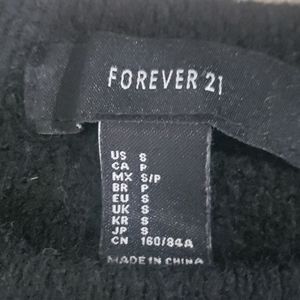 FOREVER 21
US S
CA P
MX S/P
BR P
EU S
UK S
KR S
JP S
CN 160/84A
MADE IN CHINA